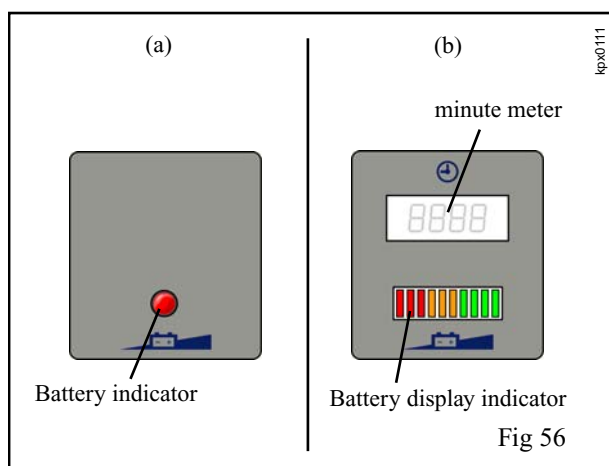 (a)
Battery indicator
(b)
minute meter
8888
Battery display indicator
Fig 56
kpx0111